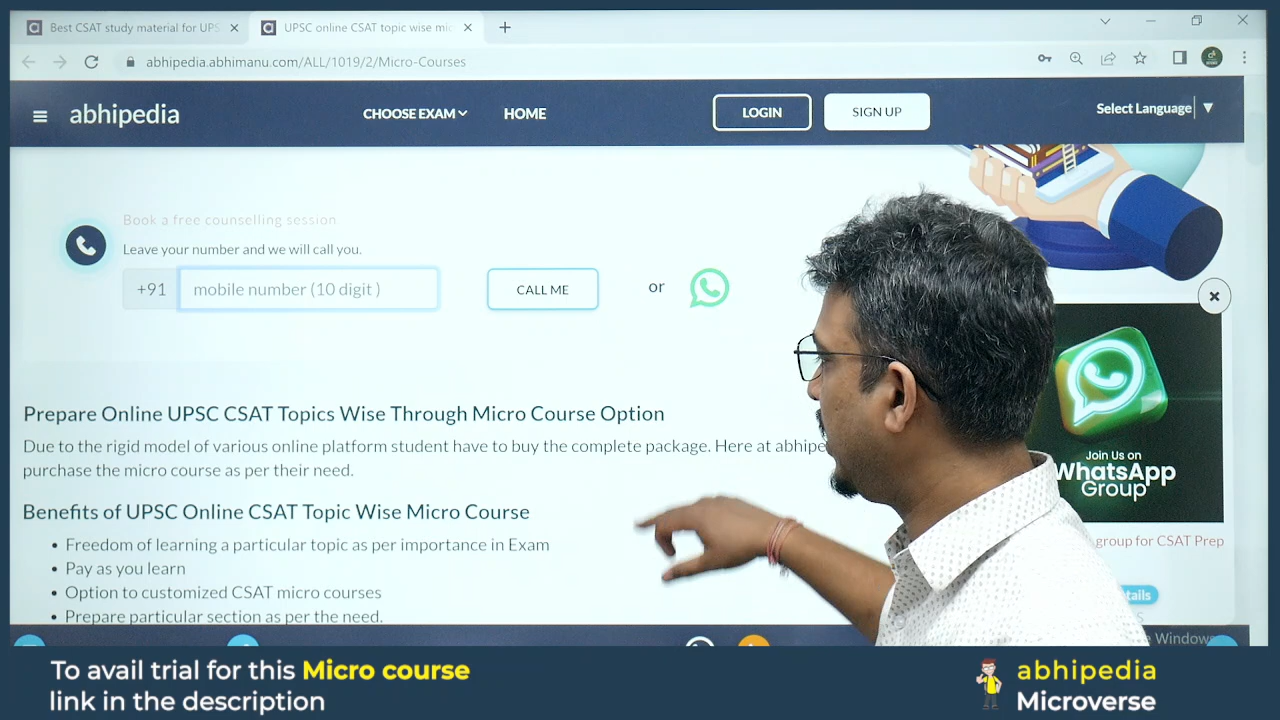 Best CSAT study material for UPS
UPSC online CSAT topic wise mic
abhipedia.abhimanu.com/ALL/1019/2/Micro-Courses
abhipedia
CHOOSE EXAM
HOME
LOGIN
SIGN UP
Select Language
Book a free counselling session
Leave your number and we will call you.
+91
mobile number (10 digit )
CALL ME
or
Prepare Online UPSC CSAT Topics Wise Through Micro Course Option
Due to the rigid model of various online platform student have to buy the complete package. Here at abhipe
purchase the micro course as per their need.
Benefits of UPSC Online CSAT Topic Wise Micro Course
• Freedom of learning a particular topic as per importance in Exam
• Pay as you learn
• Option to customized CSAT micro courses
• Prepare particular section as per the need.
Join Us on
WhatsApp
Group
group for CSAT Prep
etails
e Windows
To avail trial for this Micro course
link in the description
abhipedia
Microverse